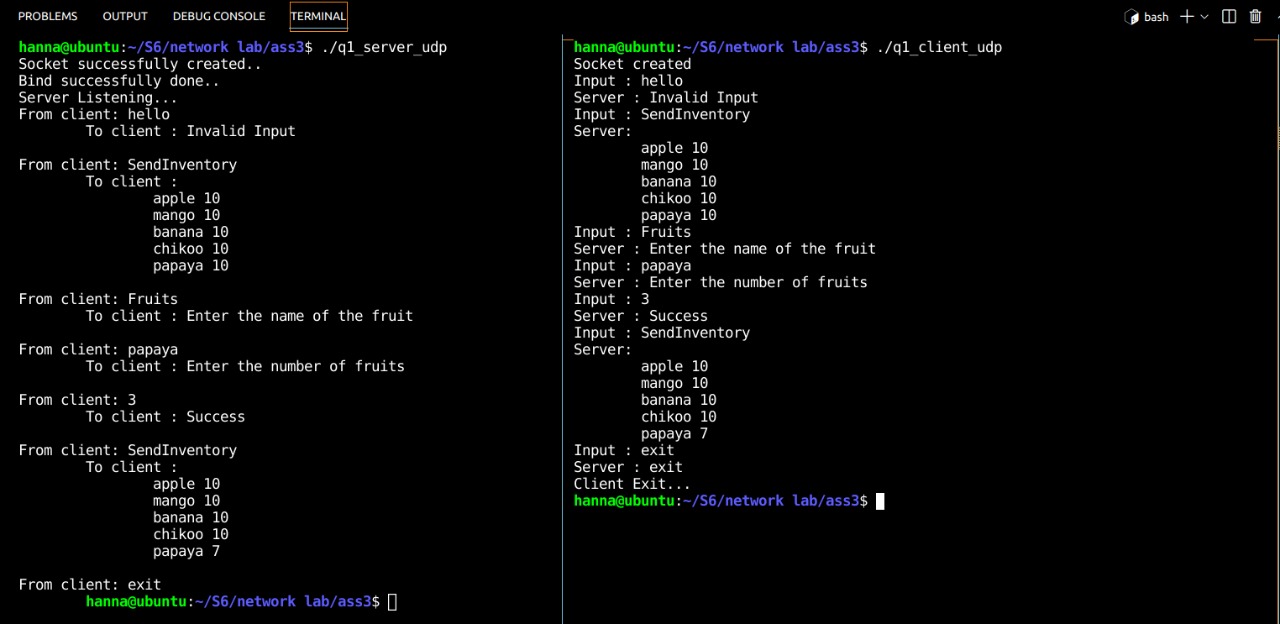 PROBLEMS OUTPUT DEBUG CONSOLE TERMINAL bash
hanna@ubuntu:~/S6/network lab/ass3$ ./q1_server_udp
Socket successfully created..
Bind successfully done..
Server Listening...
From client: hello
To client : Invalid Input
From client: SendInventory
To client :
apple 10
mango 10
banana 10
chikoo 10
papaya 10
From client: Fruits
To client : Enter the name of the fruit
From client: papaya
To client : Enter the number of fruits
From client: 3
To client : Success
From client: SendInventory
To client :
apple 10
mango 10
banana 10
chikoo 10
papaya 7
From client: exit
hanna@ubuntu:~/S6/network lab/ass3$
hanna@ubuntu:~/S6/network lab/ass3$ ./q1_client_udp
Socket created
Input : hello
Server : Invalid Input
Input : SendInventory
Server:
apple 10
mango 10
banana 10
chikoo 10
papaya 10
Input : Fruits
Server : Enter the name of the fruit
Input : papaya
Server : Enter the number of fruits
Input : 3
Server : Success
Input : SendInventory
Server:
apple 10
mango 10
banana 10
chikoo 10
papaya 7
Input : exit
Server : exit
Client Exit...
hanna@ubuntu:~/S6/network lab/ass3$